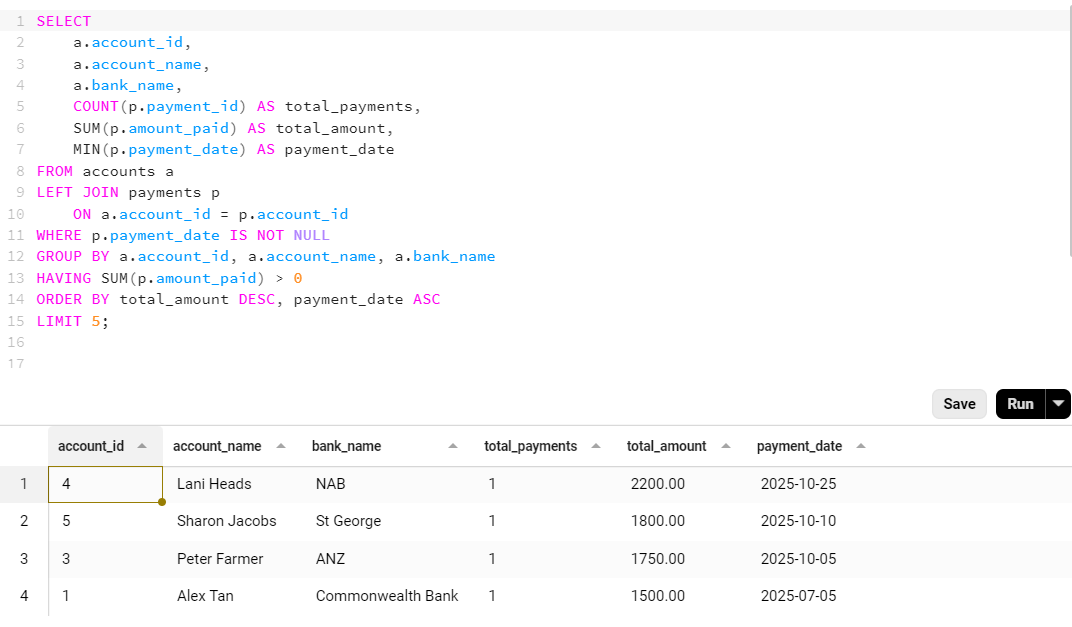 1 SELECT
2 a.account_id,
3 a.account_name,
4 a.bank_name,
5 COUNT(p.payment_id) AS total_payments,
6 SUM(p.amount_paid) AS total_amount,
7 MIN(p.payment_date) AS payment_date
8 FROM accounts a
9 LEFT JOIN payments p
10 ON a.account_id = p.account_id
11 WHERE p.payment_date IS NOT NULL
12 GROUP BY a.account_id, a.account_name, a.bank_name
13 HAVING SUM(p.amount_paid) > 0
14 ORDER BY total_amount DESC, payment_date ASC
15 LIMIT 5;
16
17
Save Run
account_id account_name bank_name total_payments total_amount payment_date
1 4 Lani Heads NAB 1 2200.00 2025-10-25
2 5 Sharon Jacobs St George 1 1800.00 2025-10-10
3 3 Peter Farmer ANZ 1 1750.00 2025-10-05
4 1 Alex Tan Commonwealth Bank 1 1500.00 2025-07-05